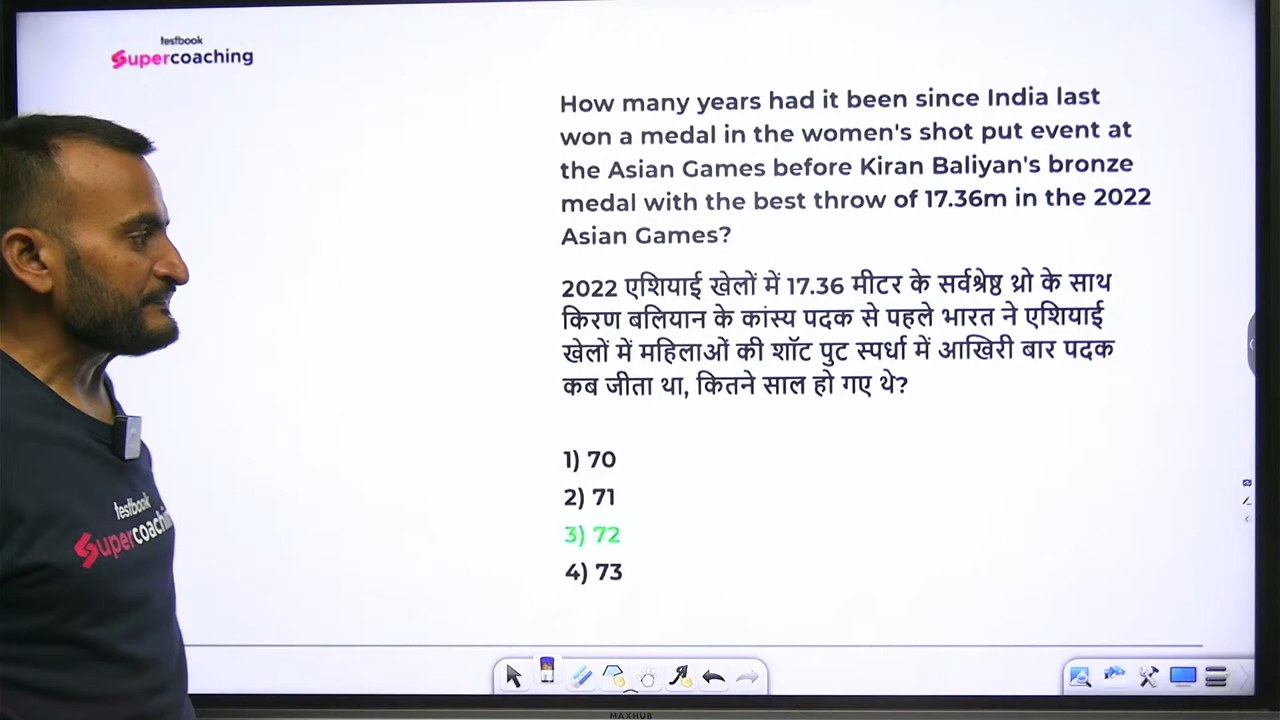 testbook
Supercoaching
How many years had it been since India last
won a medal in the women's shot put event at
the Asian Games before Kiran Baliyan's bronze
medal with the best throw of 17.36m in the 2022
Asian Games?
2022 एशियाई खेलों में 17.36 मीटर के सर्वश्रेष्ठ थ्रो के साथ
किरण बलियान के कांस्य पदक से पहले भारत ने एशियाई
खेलों में महिलाओं की शॉट पुट स्पर्धा में आखिरी बार पदक
कब जीता था, कितने साल हो गए थे?
1) 70
2) 71
3) 72
4) 73
testbook
Supercoaching
MAXHUB